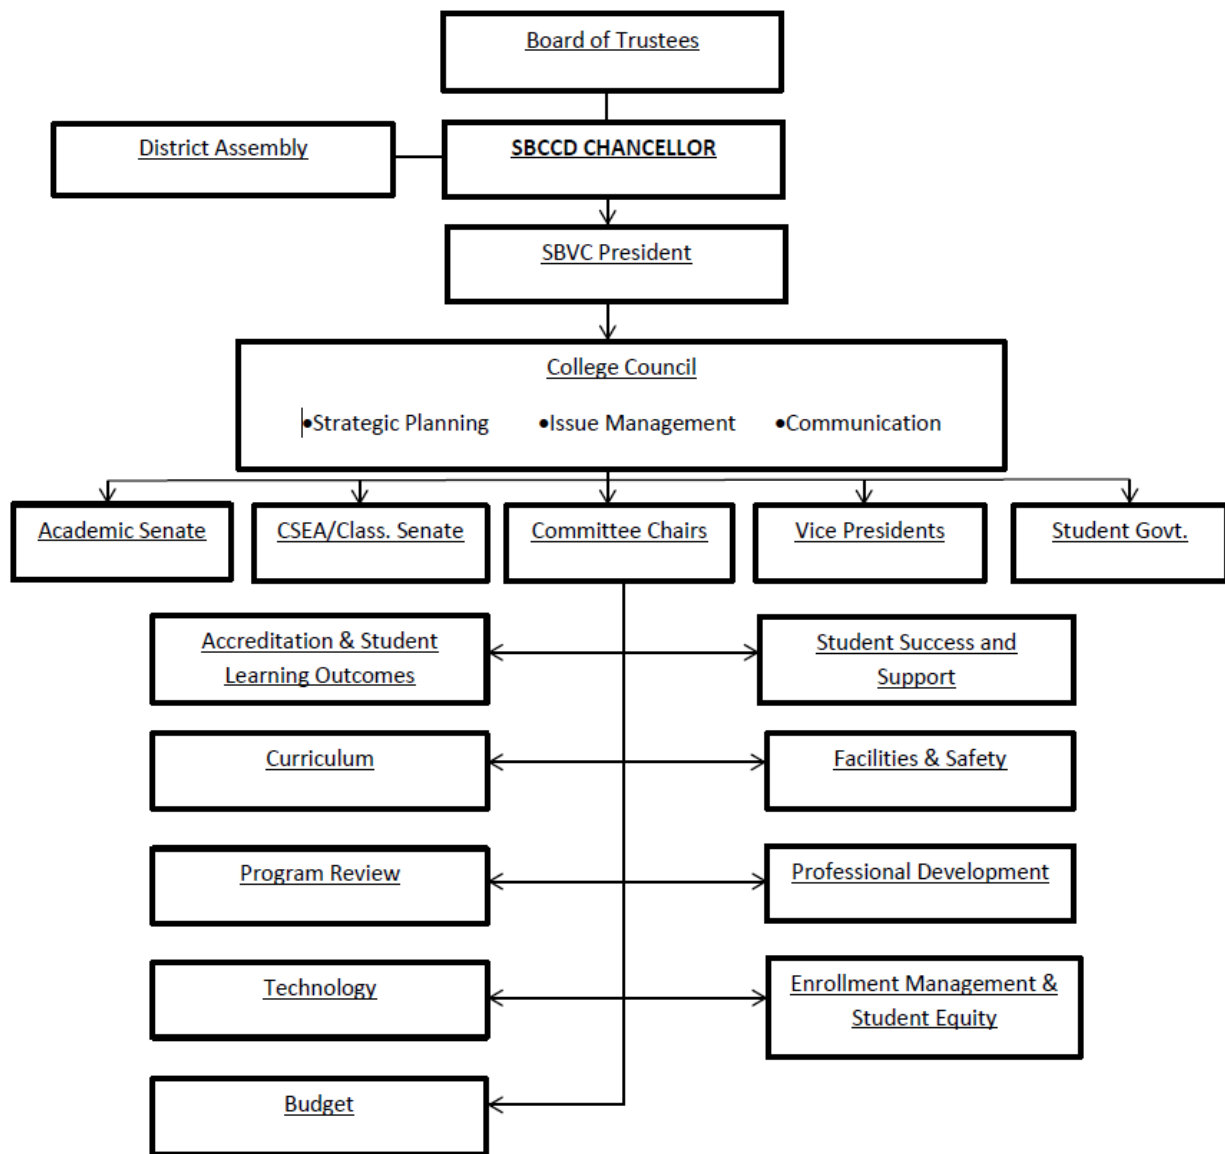 Board of Trustees
District Assembly
SBCCD CHANCELLOR
SBVC President
College Council
•Strategic Planning •Issue Management •Communication
Academic Senate
CSEA/Class. Senate
Committee Chairs
Vice Presidents
Student Govt.
Accreditation & Student
Learning Outcomes
Student Success and
Support
Curriculum
Facilities & Safety
Program Review
Professional Development
Technology
Enrollment Management &
Student Equity
Budget